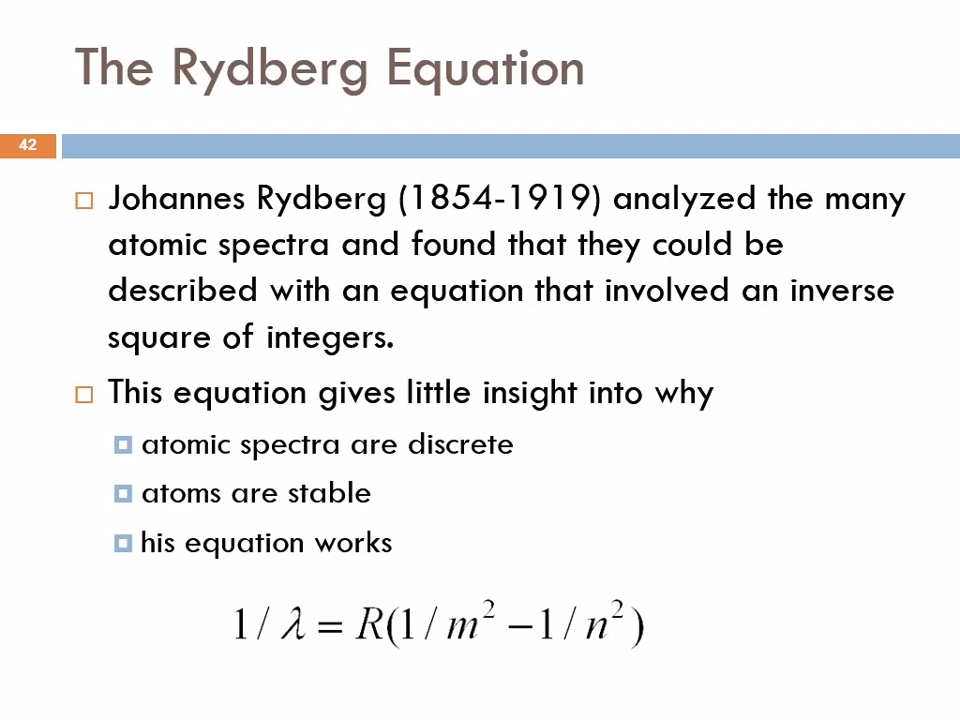 The Rydberg Equation
42
Johannes Rydberg (1854-1919) analyzed the many
atomic spectra and found that they could be
described with an equation that involved an inverse
square of integers.
This equation gives little insight into why
atomic spectra are discrete
atoms are stable
his equation works
1/λ = R(1/m² −1/n²)